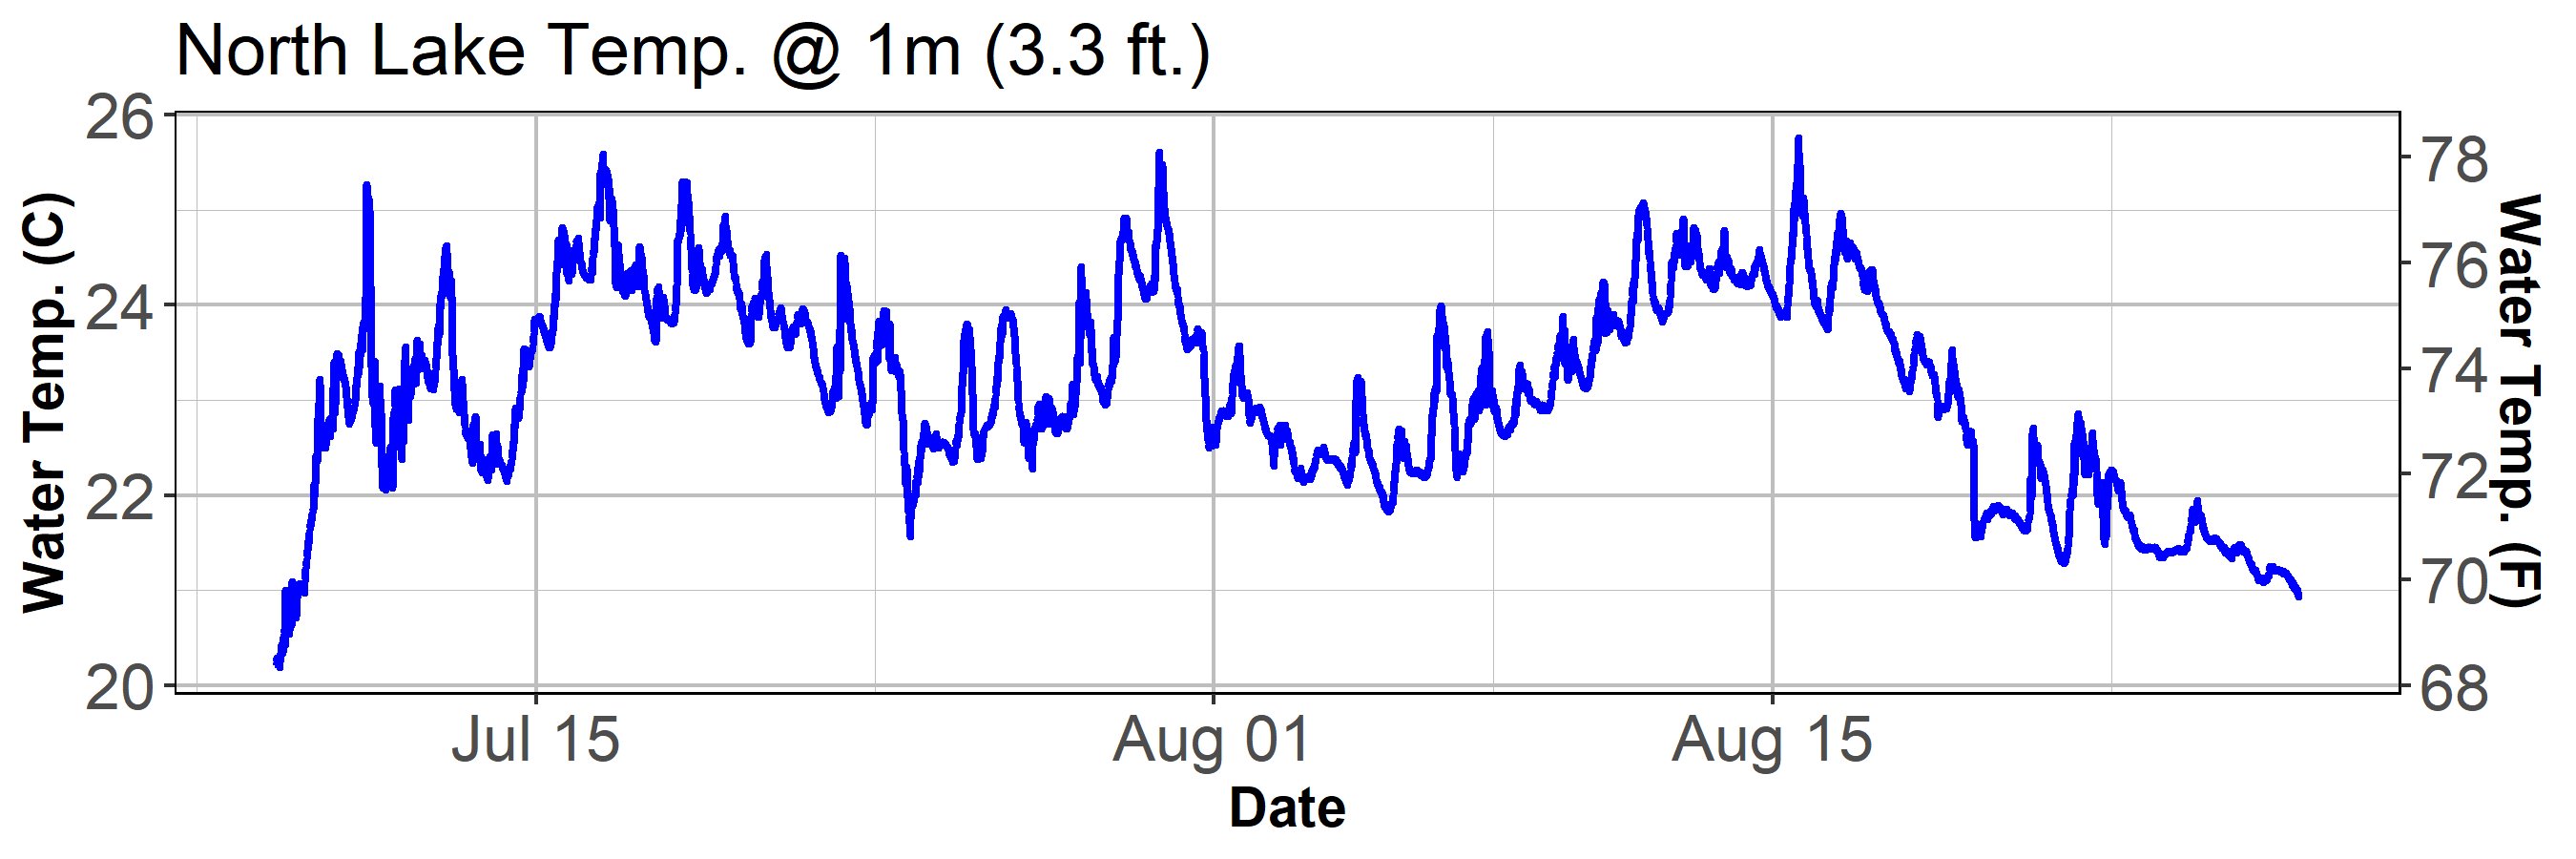 North Lake Temp. @ 1m (3.3 ft.)
Water Temp. (C)
26
24
22
20
78
76
74
72
70
68
Water Temp. (F)
Jul 15 Aug 01 Aug 15
Date